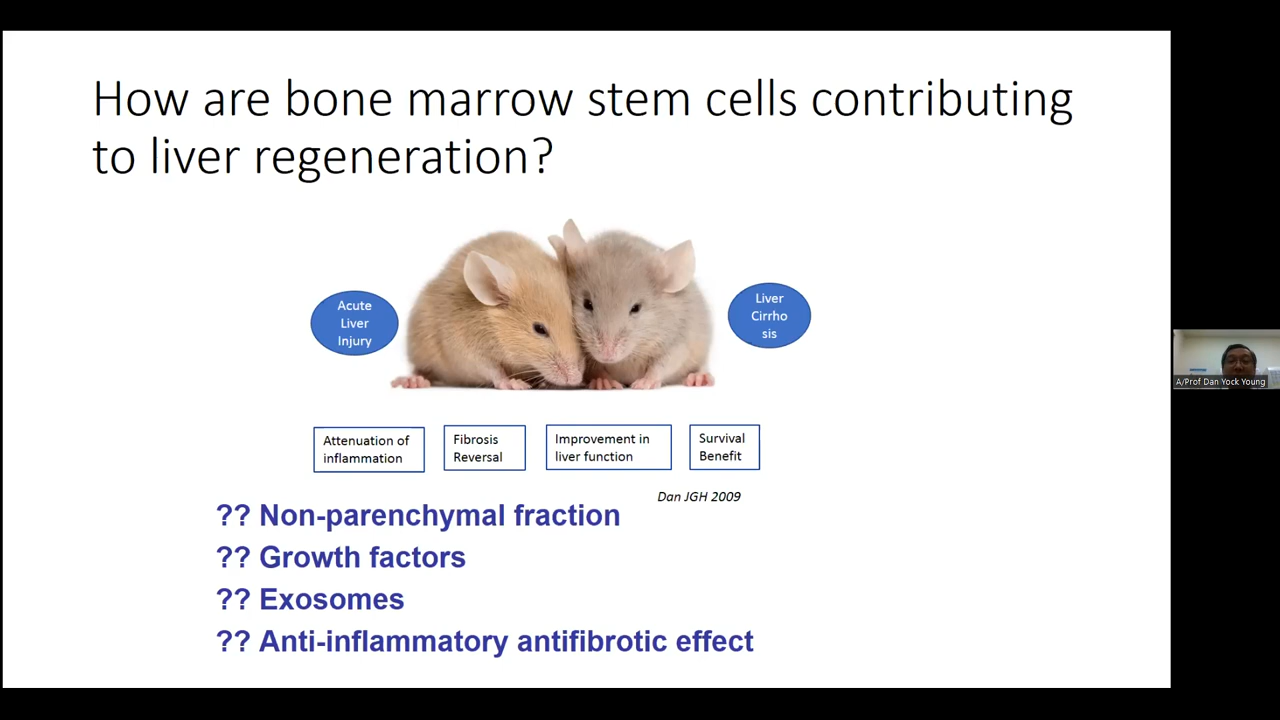 How are bone marrow stem cells contributing
to liver regeneration?
Acute
Liver
Injury
Liver
Cirrho
sis
Attenuation of
inflammation
Fibrosis
Reversal
Improvement in
liver function
Survival
Benefit
Dan JGH 2009
?? Non-parenchymal fraction
?? Growth factors
?? Exosomes
?? Anti-inflammatory antifibrotic effect
A/Prof Dan Yock Young